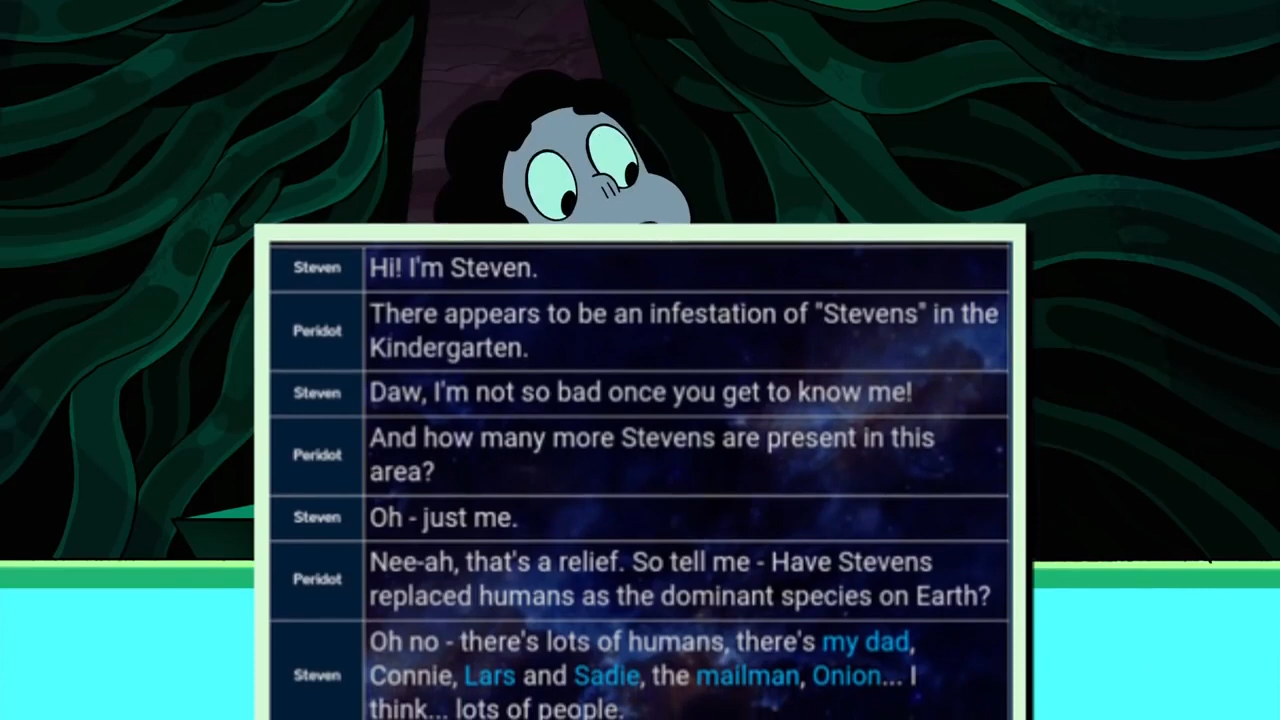 Steven Hi! I'm Steven.
Peridot There appears to be an infestation of "Stevens" in the
Kindergarten.
Steven Daw, I'm not so bad once you get to know me!
Peridot And how many more Stevens are present in this
area?
Steven Oh - just me.
Peridot Nee-ah, that's a relief. So tell me - Have Stevens
replaced humans as the dominant species on Earth?
Steven Oh no - there's lots of humans, there's my dad,
Connie, Lars and Sadie, the mailman, Onion... I
think... lots of people.